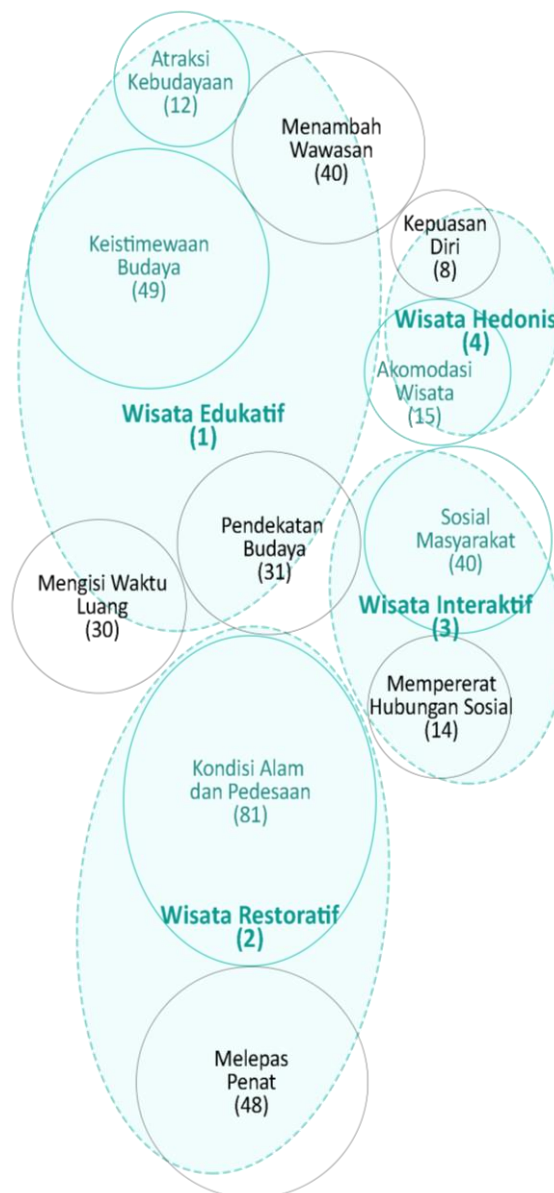 Atraksi
Kebudayaan
(12)
Menambah
Wawasan
(40)
Keistimewaan
Budaya
(49)
Kepuasan
Diri
(8)
Wisata Hedonis
(4)
Akomodasi
Wisata
(15)
Wisata Edukatif
(1)
Pendekatan
Budaya
(31)
Sosial
Masyarakat
(40)
Mengisi Waktu
Luang
(30)
Wisata Interaktif
(3)
Mempererat
Hubungan Sosial
(14)
Kondisi Alam
dan Pedesaan
(81)
Wisata Restoratif
(2)
Melepas
Penat
(48)